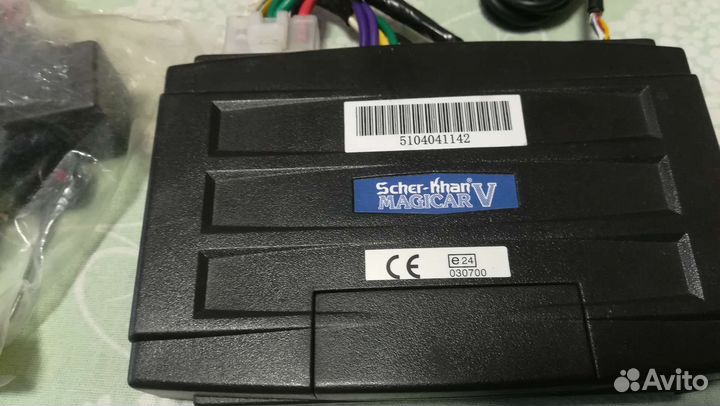 5104041142
Scher-Khan®
MAGICAR V
CE
e24
030700
Avito